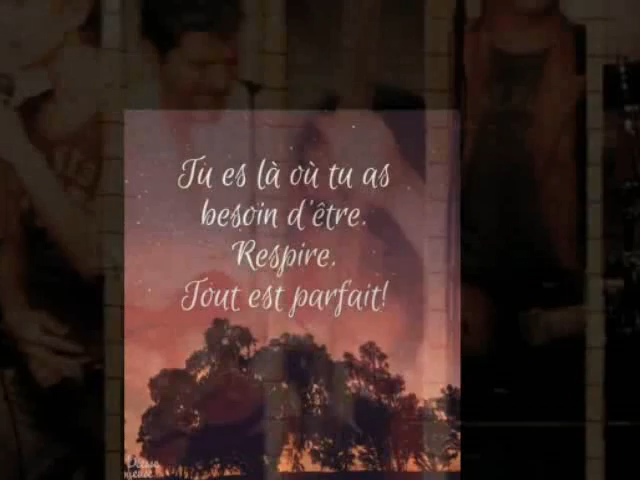 Tu es là où tu as
besoin d'être.
Respire.
Tout est parfait!